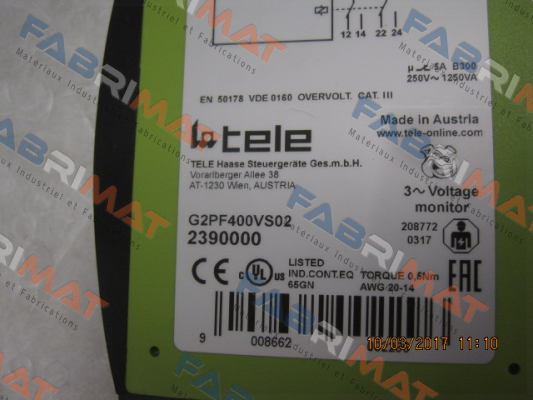 12 14 22 24
5A B300
250V~ 1250VA
EN 50178 VDE 0160 OVERVOLT. CAT. III
Made in Austria
www.tele-online.com
tele
TELE Haase Steuergeräte Ges.m.b.H.
Vorarlberger Allee 38
AT-1230 Wien, AUSTRIA
3~ Voltage
monitor
G2PF400VS02
2390000
208772
0317
CE
UL
c
us
LISTED
IND.CONT.EQ
65GN
TORQUE 0,5Nm
AWG 20-14
EAC
9
008662
10/03/2017 11:10
FABRIMAT
Materiaux Industriel et Fabrications